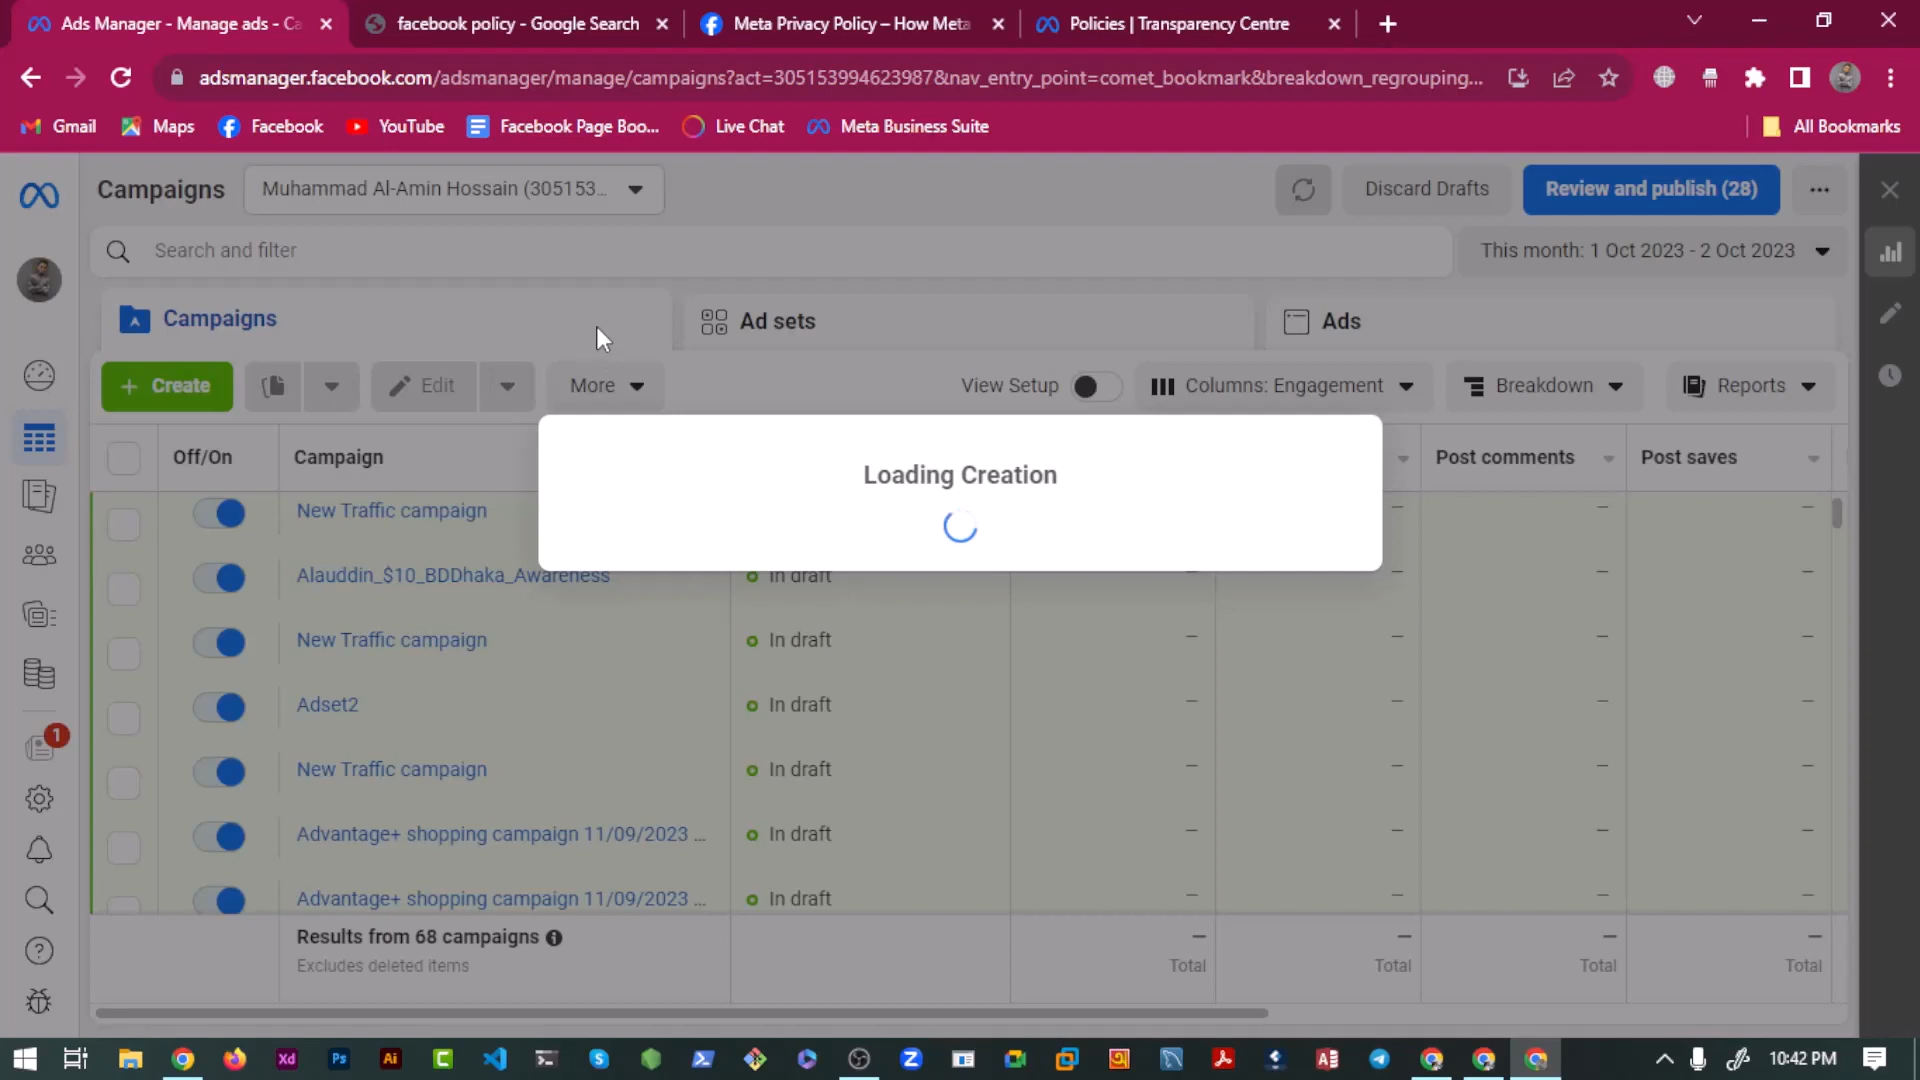 Ads Manager - Manage ads - Ca
facebook policy - Google Search
Meta Privacy Policy – How Meta
Policies | Transparency Centre
adsmanager.facebook.com/adsmanager/manage/campaigns?act=305153994623987&nav_entry_point=comet_bookmark&breakdown_regrouping...
Gmail
Maps
Facebook
YouTube
Facebook Page Boo...
Live Chat
Meta Business Suite
All Bookmarks
Campaigns
Muhammad Al-Amin Hossain (305153...
Discard Drafts
Review and publish (28)
Search and filter
This month: 1 Oct 2023 - 2 Oct 2023
Campaigns
Ad sets
Ads
+ Create
Edit
More
View Setup
Columns: Engagement
Breakdown
Reports
Off/On
Campaign
Post comments
Post saves
Loading Creation
New Traffic campaign
Alauddin_$10_BDDhaka_Awareness
In draft
New Traffic campaign
In draft
Adset2
In draft
New Traffic campaign
In draft
Advantage+ shopping campaign 11/09/2023 ...
In draft
Advantage+ shopping campaign 11/09/2023 ...
In draft
Results from 68 campaigns
Excludes deleted items
Total
Total
Total
Total
1
Xd
Ps
Ai
10:42 PM